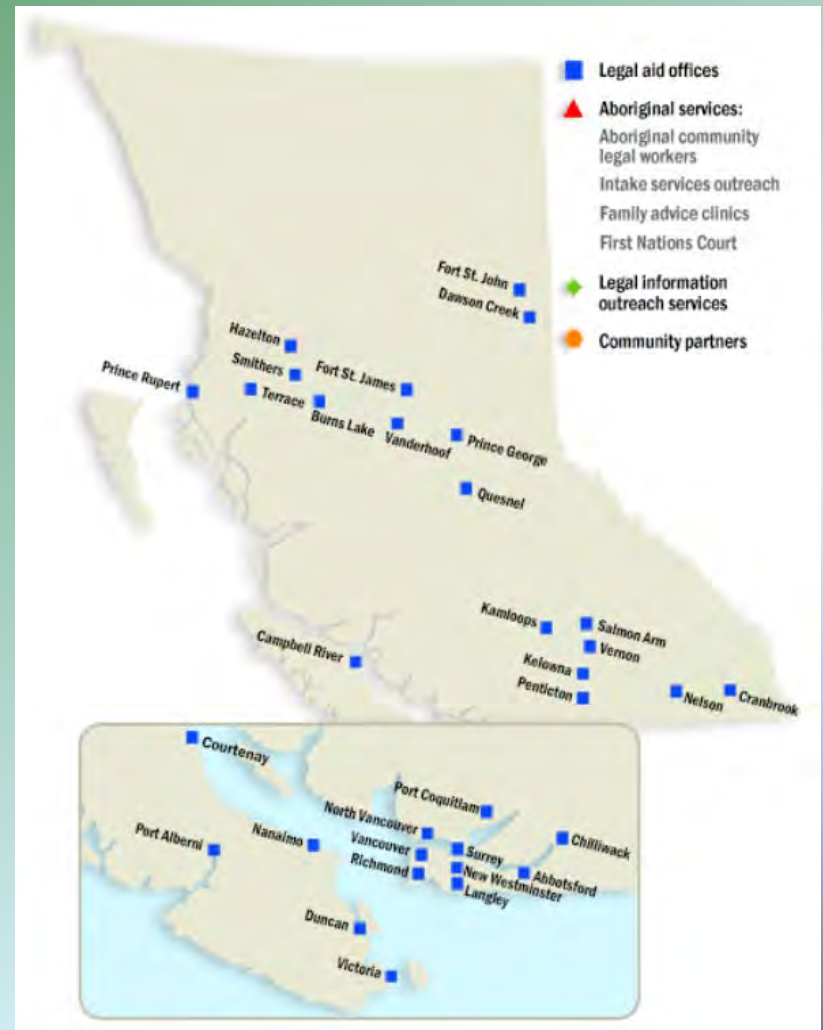 Legal aid offices
Aboriginal services:
Aboriginal community
legal workers
Intake services outreach
Family advice clinics
First Nations Court
Legal information
outreach services
Community partners
Fort St. John
Dawson Creek
Hazelton
Smithers
Fort St. James
Prince Rupert
Terrace
Burns Lake
Vanderhoof
Prince George
Quesnel
Kamloops
Salmon Arm
Vernon
Campbell River
Kelowna
Penticton
Nelson
Cranbrook
Courtenay
Port Coquitlam
North Vancouver
Chilliwack
Port Alberni
Nanaimo
Vancouver
Surrey
Richmond
New Westminster
Abbotsford
Langley
Duncan
Victoria